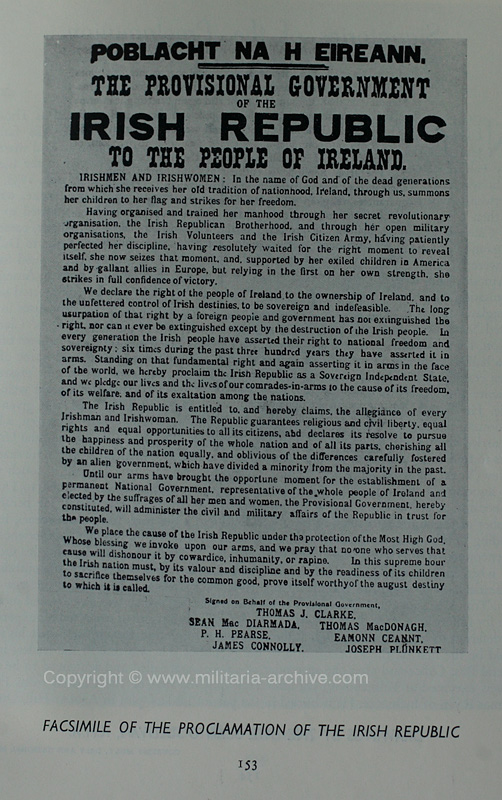 POBLACHT NA H EIREANN.
THE PROVISIONAL GOVERNMENT
OF THE
IRISH REPUBLIC
TO THE PEOPLE OF IRELAND.
IRISHMEN AND IRISHWOMEN : In the name of God and of the dead generations
from which she receives her old tradition of nationhood, Ireland, through us, summons
her children to her flag and strikes for her freedom.
Having organised and trained her manhood through her secret revolutionary
organisation, the Irish Republican Brotherhood, and through her open military
organisations, the Irish Volunteers and the Irish Citizen Army, having patiently
perfected her discipline, having resolutely waited for the right moment to reveal
itself, she now seizes that moment, and, supported by her exiled children in America
and by gallant allies in Europe, but relying in the first on her own strength, she
strikes in full confidence of victory.
We declare the right of the people of Ireland to the ownership of Ireland, and to
the unfettered control of Irish destinies, to be sovereign and indefeasible. The long
usurpation of that right by a foreign people and government has not extinguished the
right, nor can it ever be extinguished except by the destruction of the Irish people. In
every generation the Irish people have asserted their right to national freedom and
sovereignty ; six times during the past three hundred years they have asserted it in
arms. Standing on that fundamental right and again asserting it in arms in the face
of the world, we hereby proclaim the Irish Republic as a Sovereign Independent State,
and we pledge our lives and the lives of our comrades-in-arms to the cause of its freedom,
of its welfare, and of its exaltation among the nations.
The Irish Republic is entitled to, and hereby claims, the allegiance of every
Irishman and Irishwoman. The Republic guarantees religious and civil liberty, equal
rights and equal opportunities to all its citizens, and declares its resolve to pursue
the happiness and prosperity of the whole nation and of all its parts, cherishing all
the children of the nation equally, and oblivious of the differences carefully fostered
by an alien government, which have divided a minority from the majority in the past.
Until our arms have brought the opportune moment for the establishment of a
permanent National Government, representative of the whole people of Ireland and
elected by the suffrages of all her men and women, the Provisional Government, hereby
constituted, will administer the civil and military affairs of the Republic in trust for
the people.
We place the cause of the Irish Republic under the protection of the Most High God,
Whose blessing we invoke upon our arms, and we pray that no one who serves that
cause will dishonour it by cowardice, inhumanity, or rapine. In this supreme hour
the Irish nation must, by its valour and discipline and by the readiness of its children
to sacrifice themselves for the common good, prove itself worthy of the august destiny
to which it is called.
Signed on Behalf of the Provisional Government,
THOMAS J. CLARKE,
SEAN Mac DIARMADA, THOMAS MacDONAGH,
P. H. PEARSE, EAMONN CEANNT,
JAMES CONNOLLY, JOSEPH PLUNKETT
Copyright © www.militaria-archive.com
FACSIMILE OF THE PROCLAMATION OF THE IRISH REPUBLIC
153